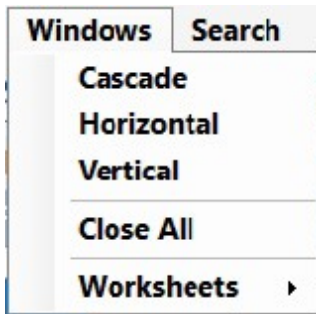 Windows Search
Cascade
Horizontal
Vertical
Close All
Worksheets